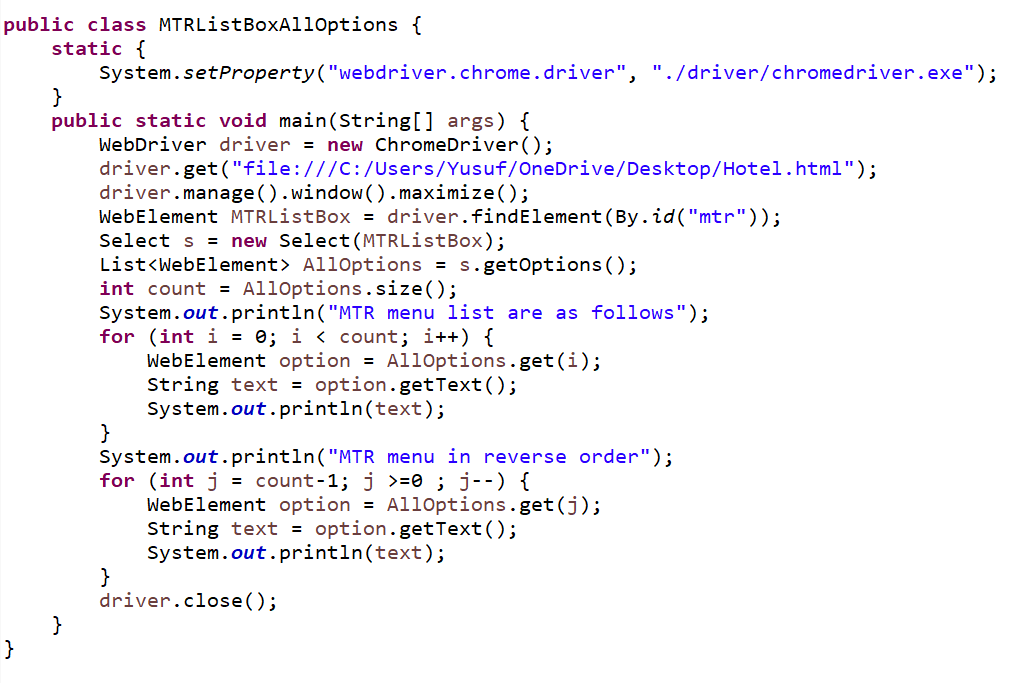 public class MTRListBoxAllOptions {
    static {
        System.setProperty("webdriver.chrome.driver", "./driver/chromedriver.exe");
    }
    public static void main(String[] args) {
        WebDriver driver = new ChromeDriver();
        driver.get("file:///C:/Users/Yusuf/OneDrive/Desktop/Hotel.html");
        driver.manage().window().maximize();
        WebElement MTRListBox = driver.findElement(By.id("mtr"));
        Select s = new Select(MTRListBox);
        List<WebElement> AllOptions = s.getOptions();
        int count = AllOptions.size();
        System.out.println("MTR menu list are as follows");
        for (int i = 0; i < count; i++) {
            WebElement option = AllOptions.get(i);
            String text = option.getText();
            System.out.println(text);
        }
        System.out.println("MTR menu in reverse order");
        for (int j = count-1; j >=0 ; j--) {
            WebElement option = AllOptions.get(j);
            String text = option.getText();
            System.out.println(text);
        }
        driver.close();
    }
}